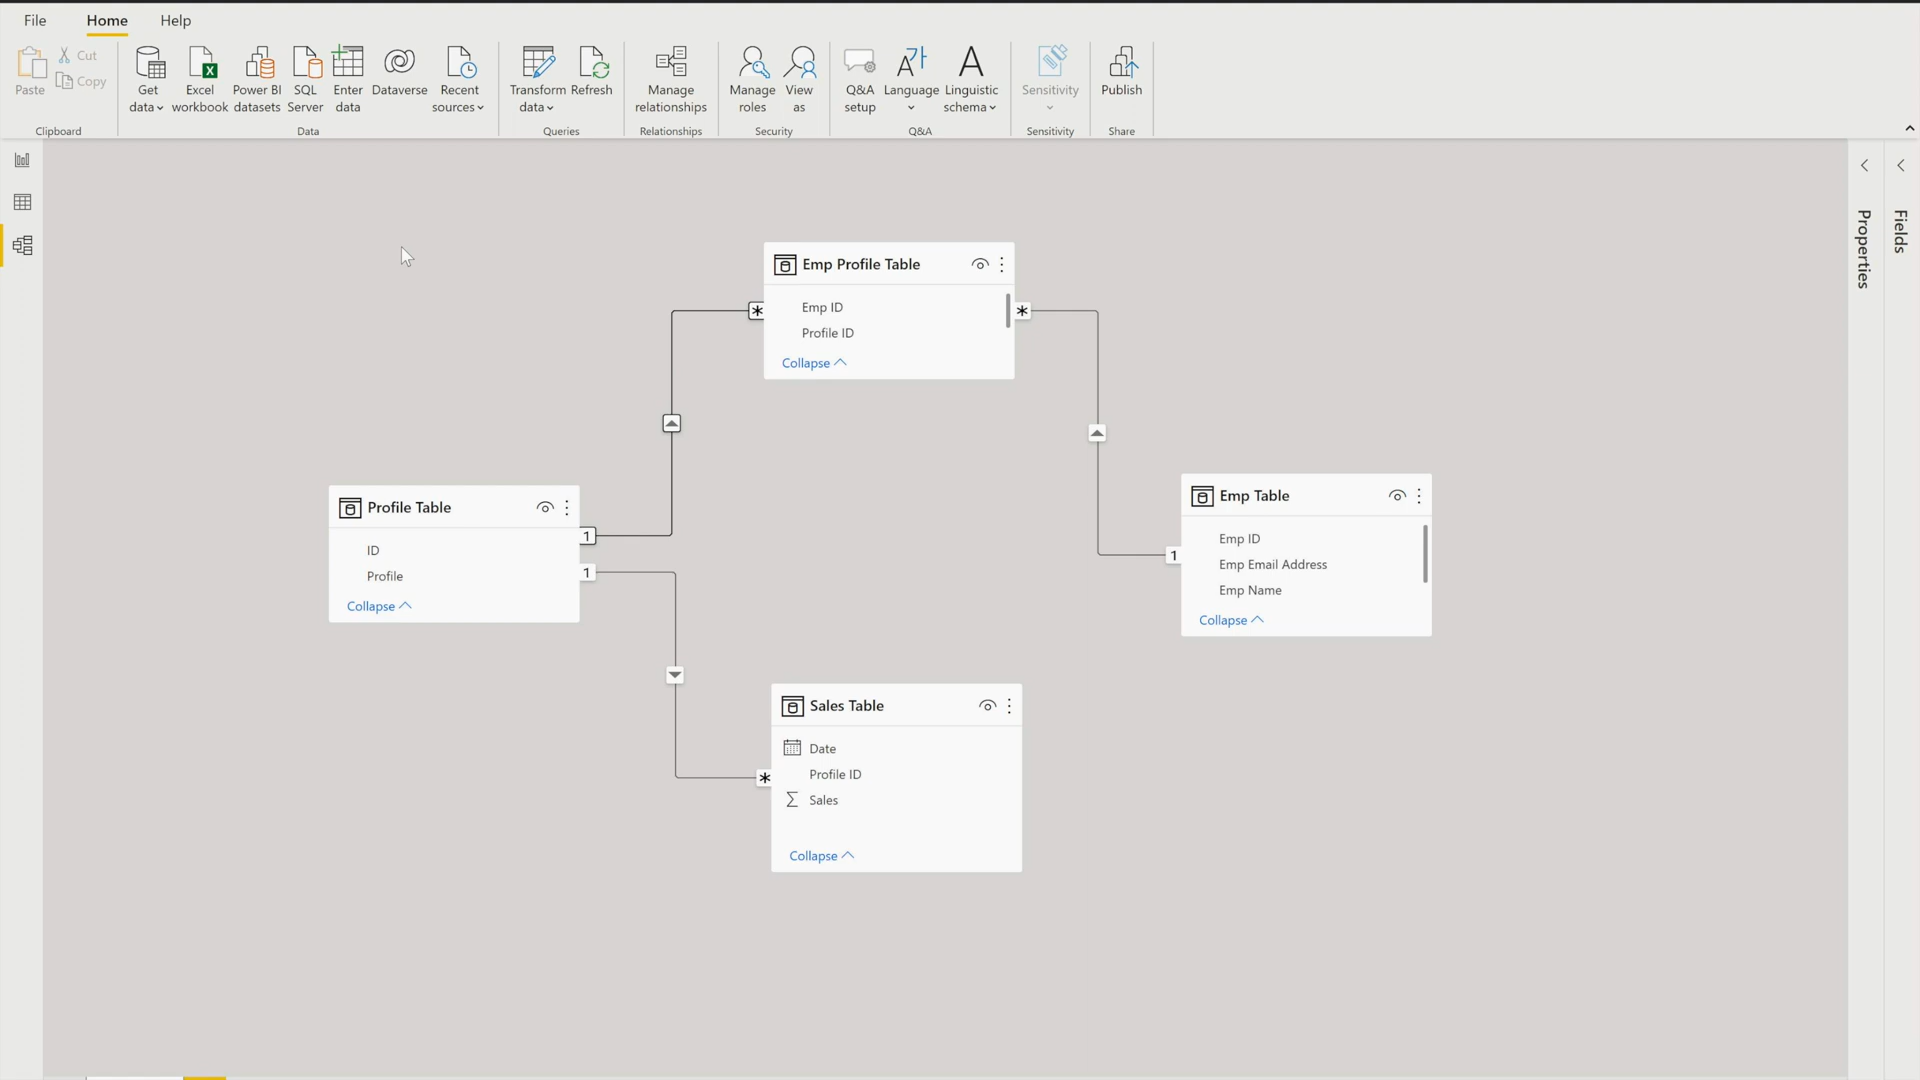 File Home Help
Paste
Cut
Copy
Clipboard
Get data
Excel workbook
Power BI datasets
SQL Server
Enter data
Dataverse
Recent sources
Data
Transform data
Refresh
Queries
Manage relationships
Relationships
Manage roles
View as
Security
Q&A setup
Language
Linguistic schema
Q&A
Sensitivity
Sensitivity
Publish
Share
Properties
Fields
Emp Profile Table
* Emp ID *
Profile ID
Collapse
Profile Table
1
ID
1
Profile
Collapse
Emp Table
Emp ID
1
Emp Email Address
Emp Name
Collapse
Sales Table
Date
* Profile ID
Σ Sales
Collapse